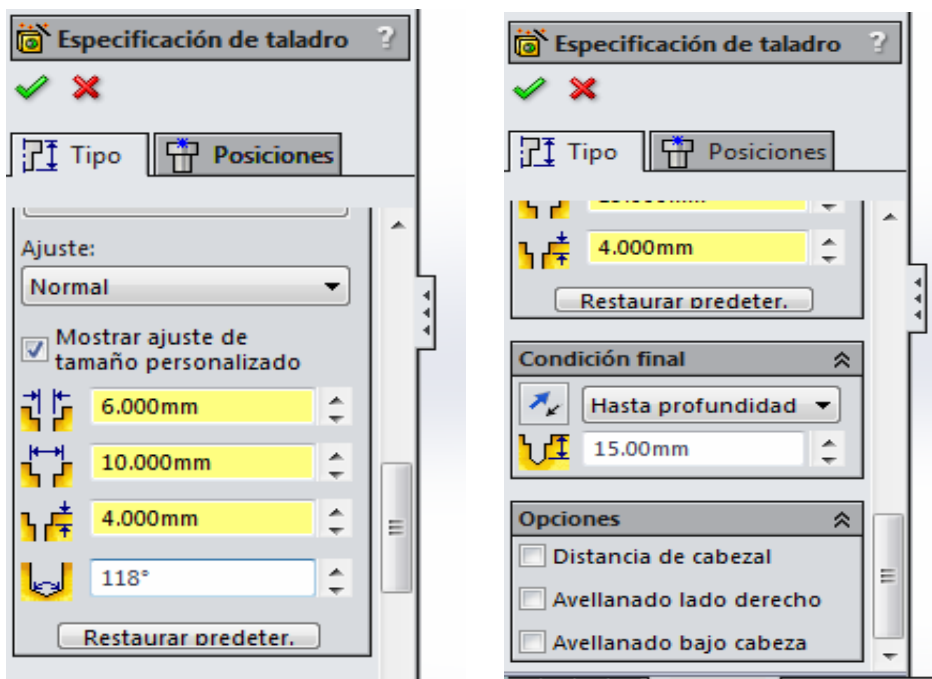 Especificación de taladro ?
Tipo Posiciones
Ajuste:
Normal
Mostrar ajuste de
tamaño personalizado
6.000mm
10.000mm
4.000mm
118°
Restaurar predeter.
Especificación de taladro ?
Tipo Posiciones
4.000mm
Restaurar predeter.
Condición final
Hasta profundidad
15.00mm
Opciones
Distancia de cabezal
Avellanado lado derecho
Avellanado bajo cabeza